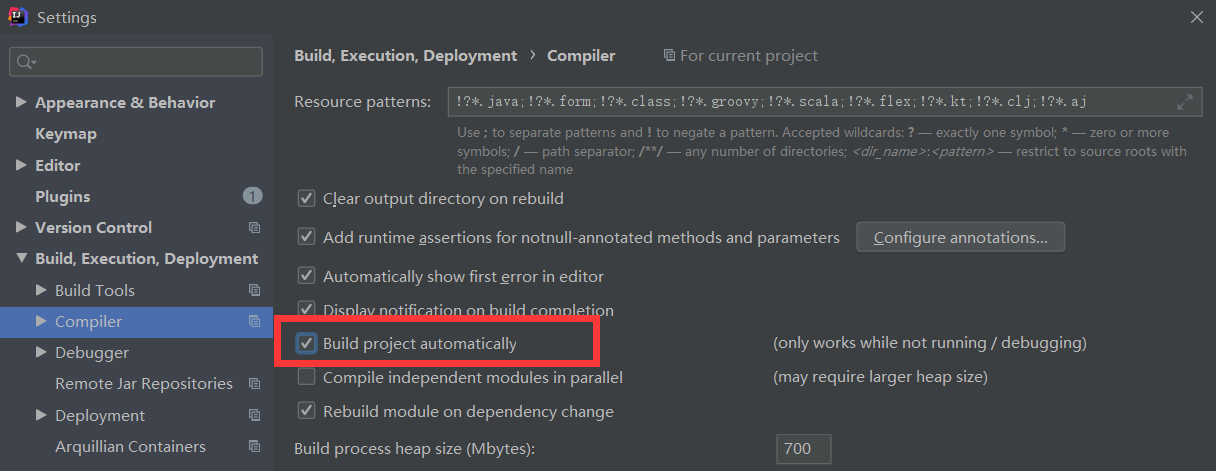 Settings
Appearance & Behavior
Keymap
Editor
Plugins 1
Version Control
Build, Execution, Deployment
Build Tools
Compiler
Debugger
Remote Jar Repositories
Deployment
Arquillian Containers
Build, Execution, Deployment › Compiler For current project
Resource patterns: !?*.java;!?*.form;!?*.class;!?*.groovy;!?*.scala;!?*.flex;!?*.kt;!?*.clj;!?*.aj
Use ; to separate patterns and ! to negate a pattern. Accepted wildcards: ? — exactly one symbol; * — zero or more
symbols; / — path separator; /**/ — any number of directories; <dir_name>:<pattern> — restrict to source roots with
the specified name
Clear output directory on rebuild
Add runtime assertions for notnull-annotated methods and parameters Configure annotations...
Automatically show first error in editor
Display notification on build completion
Build project automatically (only works while not running / debugging)
Compile independent modules in parallel (may require larger heap size)
Rebuild module on dependency change
Build process heap size (Mbytes): 700